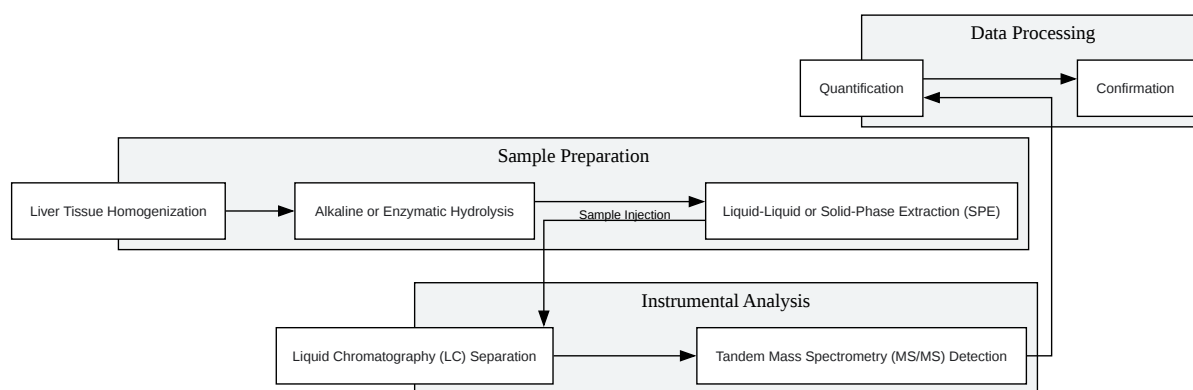 Data Processing
Quantification
Confirmation
Sample Preparation
Liver Tissue Homogenization
Alkaline or Enzymatic Hydrolysis
Liquid-Liquid or Solid-Phase Extraction (SPE)
Sample Injection
Instrumental Analysis
Liquid Chromatography (LC) Separation
Tandem Mass Spectrometry (MS/MS) Detection